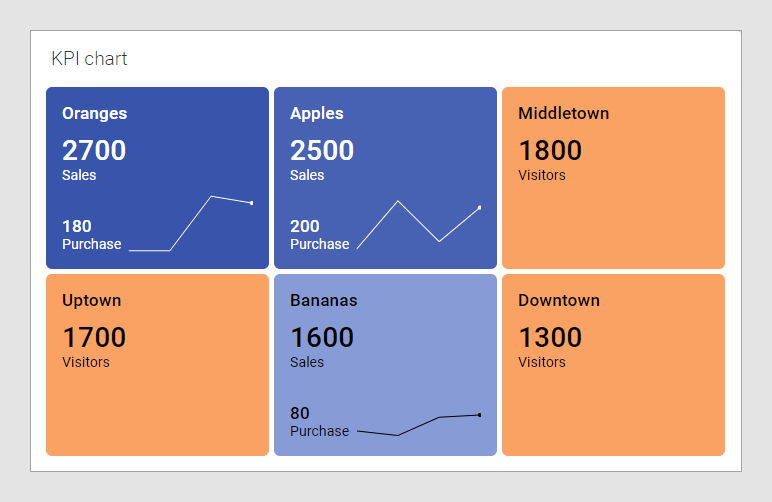 KPI chart
Oranges
2700
Sales
180
Purchase
Apples
2500
Sales
200
Purchase
Middletown
1800
Visitors
Uptown
1700
Visitors
Bananas
1600
Sales
80
Purchase
Downtown
1300
Visitors